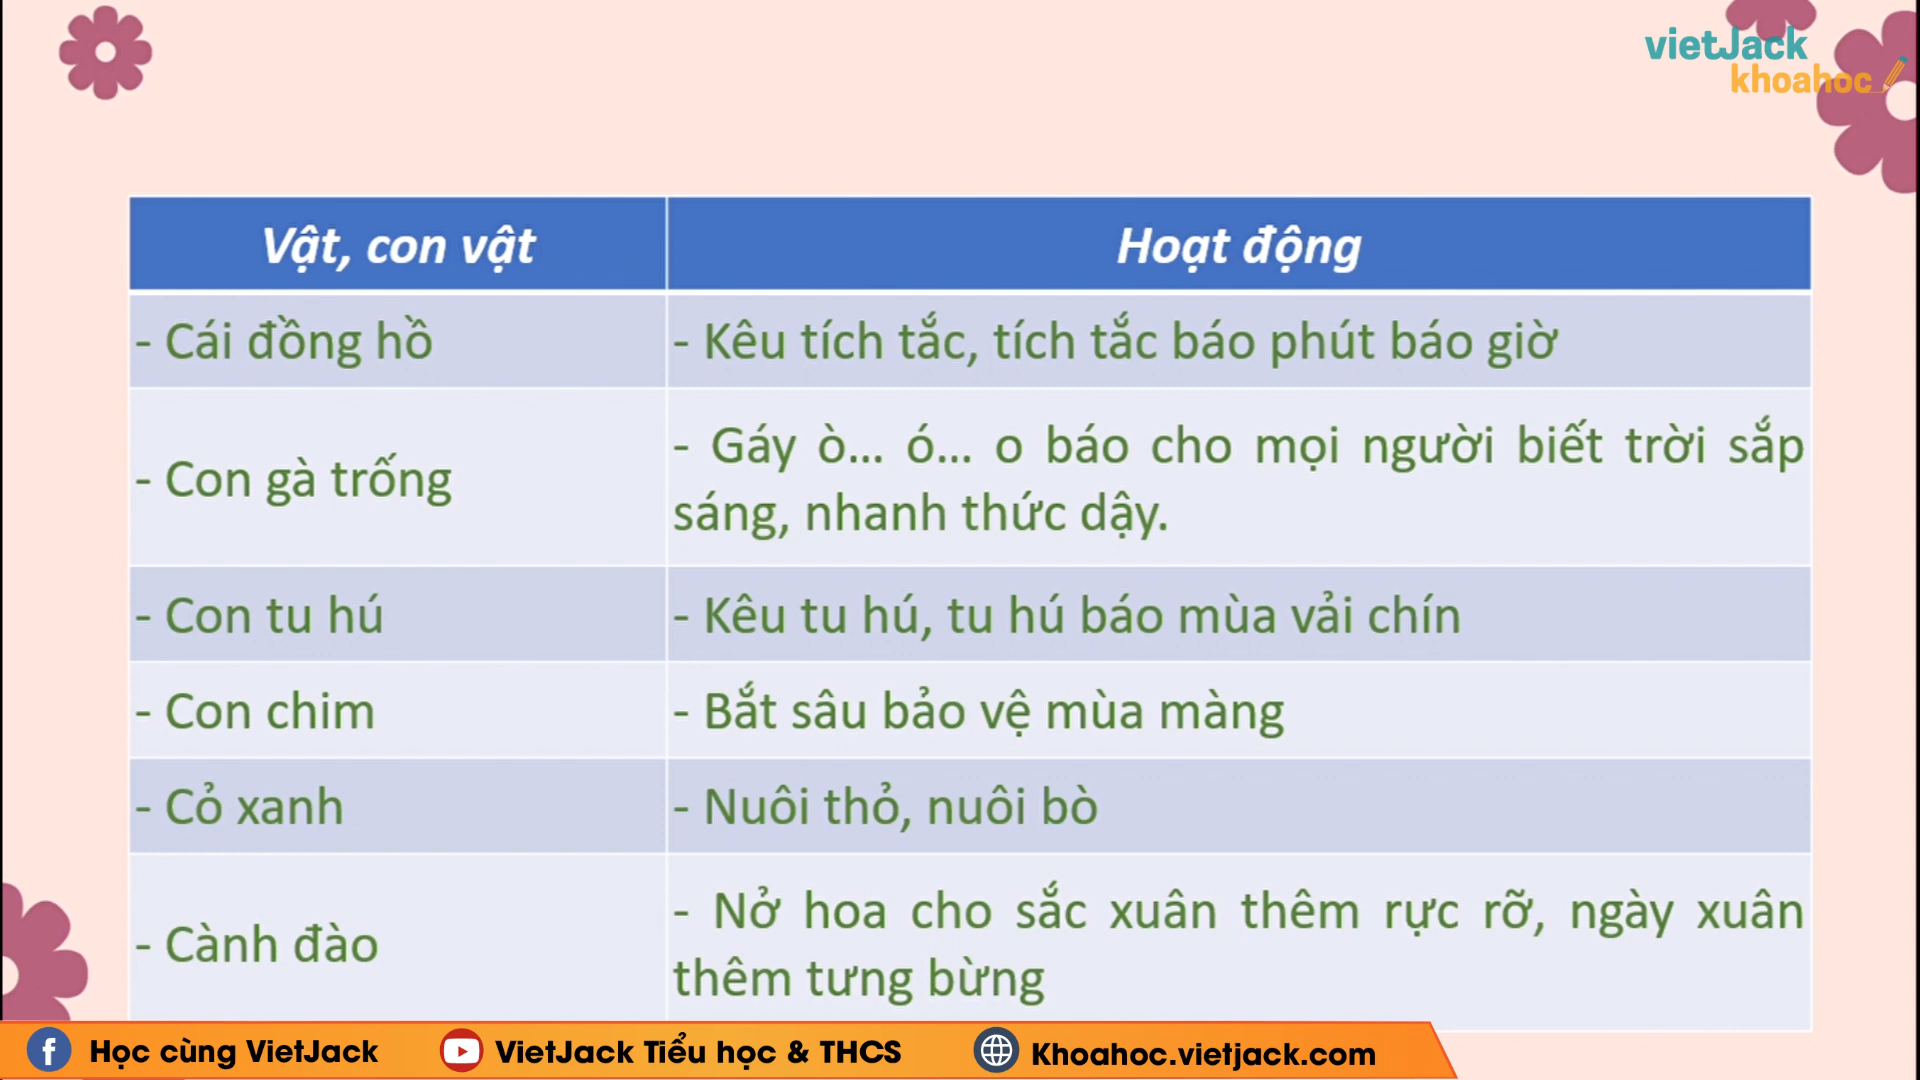 vietJack
khoahoc
Vật, con vật
Hoạt động
- Cái đồng hồ
- Kêu tích tắc, tích tắc báo phút báo giờ
- Con gà trống
- Gáy ò... ó... o báo cho mọi người biết trời sắp
sáng, nhanh thức dậy.
- Con tu hú
- Kêu tu hú, tu hú báo mùa vải chín
- Con chim
- Bắt sâu bảo vệ mùa màng
- Cỏ xanh
- Nuôi thỏ, nuôi bò
- Cành đào
- Nở hoa cho sắc xuân thêm rực rỡ, ngày xuân
thêm tưng bừng
Học cùng VietJack
VietJack Tiểu học & THCS
Khoahoc.vietjack.com